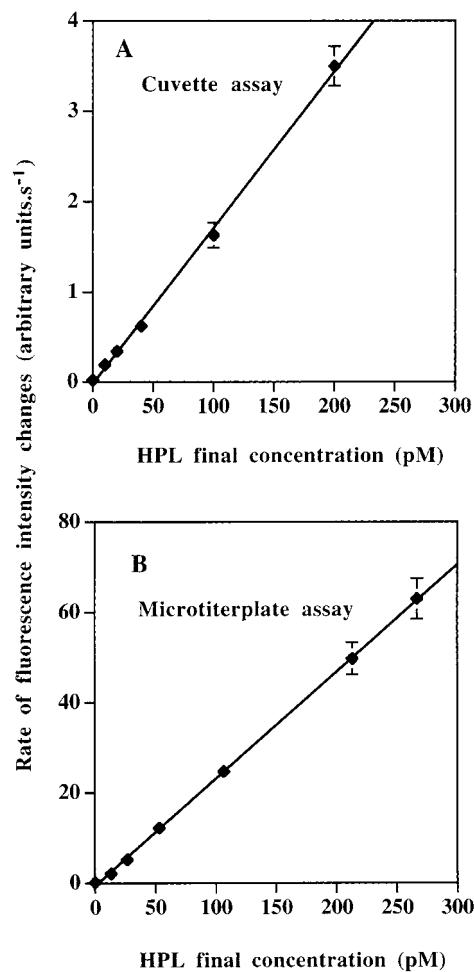 Rate of fluorescence intensity changes (arbitrary units.s⁻¹)
A
Cuvette assay
4
3
2
1
0
0 50 100 150 200 250 300
HPL final concentration (pM)
B
Microtiterplate assay
80
60
40
20
0
0 50 100 150 200 250 300
HPL final concentration (pM)